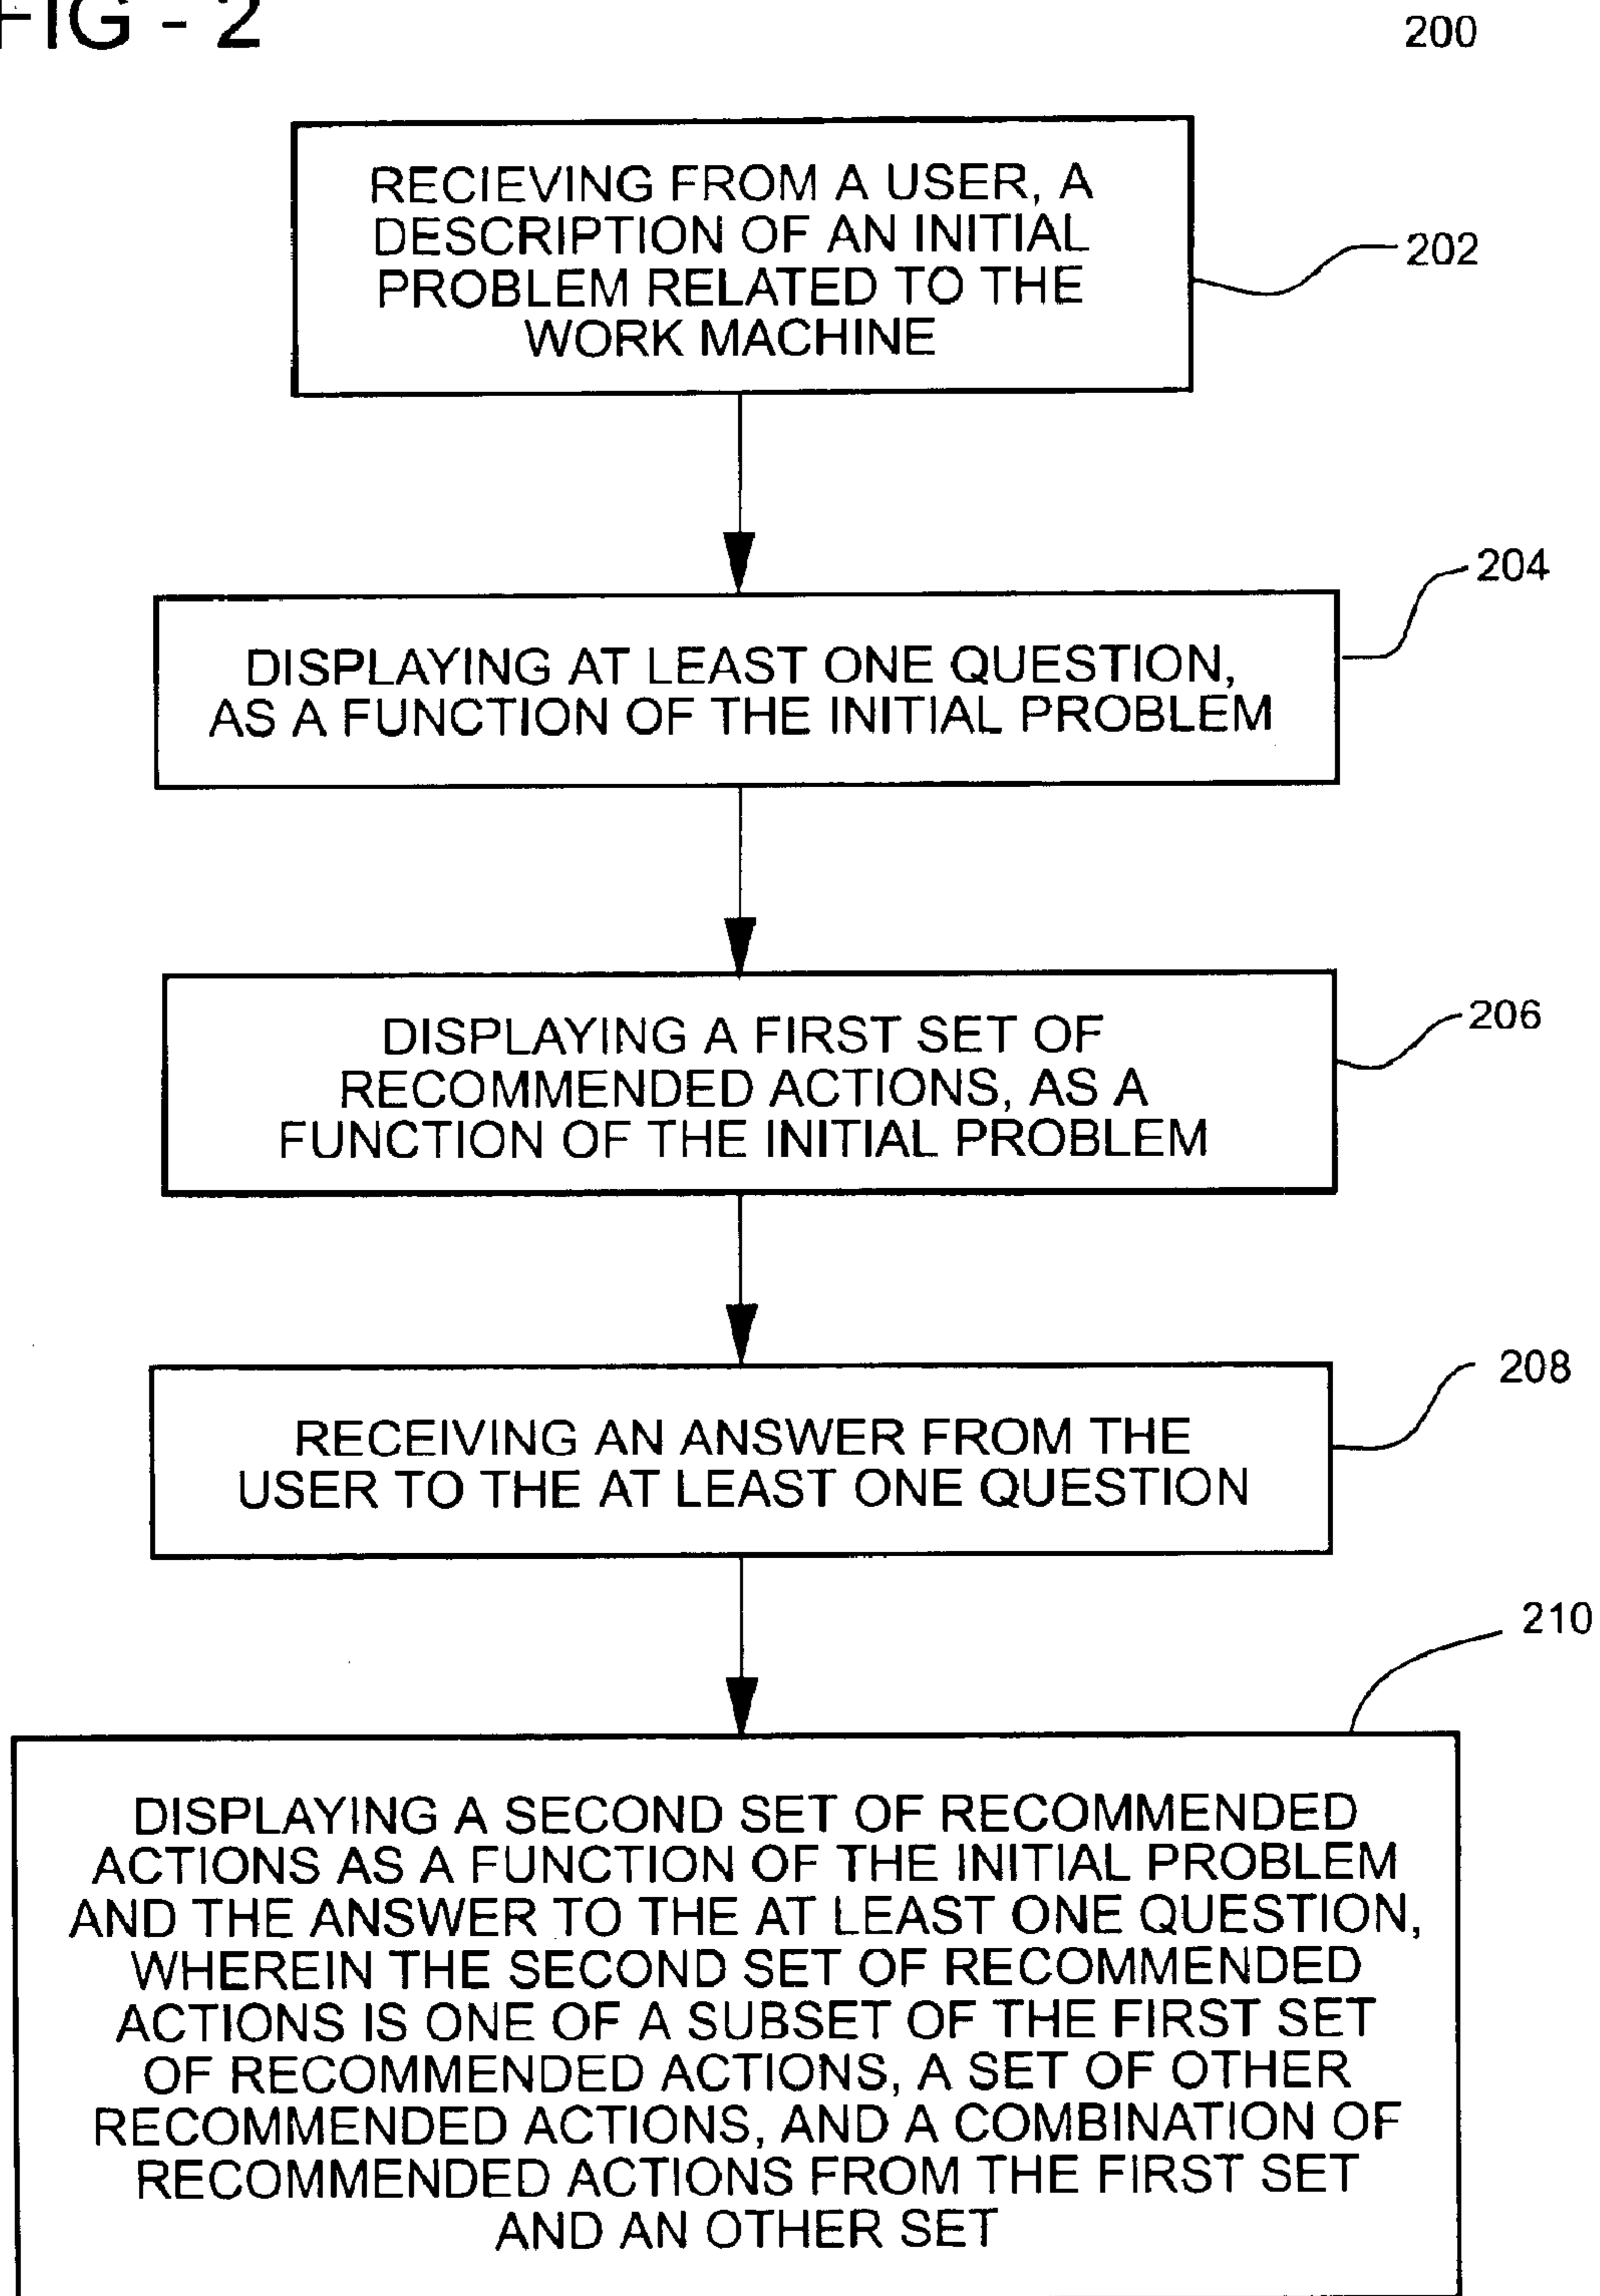 FIG - 2
200
RECIEVING FROM A USER, A
DESCRIPTION OF AN INITIAL
PROBLEM RELATED TO THE
WORK MACHINE
202
204
DISPLAYING AT LEAST ONE QUESTION,
AS A FUNCTION OF THE INITIAL PROBLEM
206
DISPLAYING A FIRST SET OF
RECOMMENDED ACTIONS, AS A
FUNCTION OF THE INITIAL PROBLEM
208
RECEIVING AN ANSWER FROM THE
USER TO THE AT LEAST ONE QUESTION
210
DISPLAYING A SECOND SET OF RECOMMENDED
ACTIONS AS A FUNCTION OF THE INITIAL PROBLEM
AND THE ANSWER TO THE AT LEAST ONE QUESTION,
WHEREIN THE SECOND SET OF RECOMMENDED
ACTIONS IS ONE OF A SUBSET OF THE FIRST SET
OF RECOMMENDED ACTIONS, A SET OF OTHER
RECOMMENDED ACTIONS, AND A COMBINATION OF
RECOMMENDED ACTIONS FROM THE FIRST SET
AND AN OTHER SET